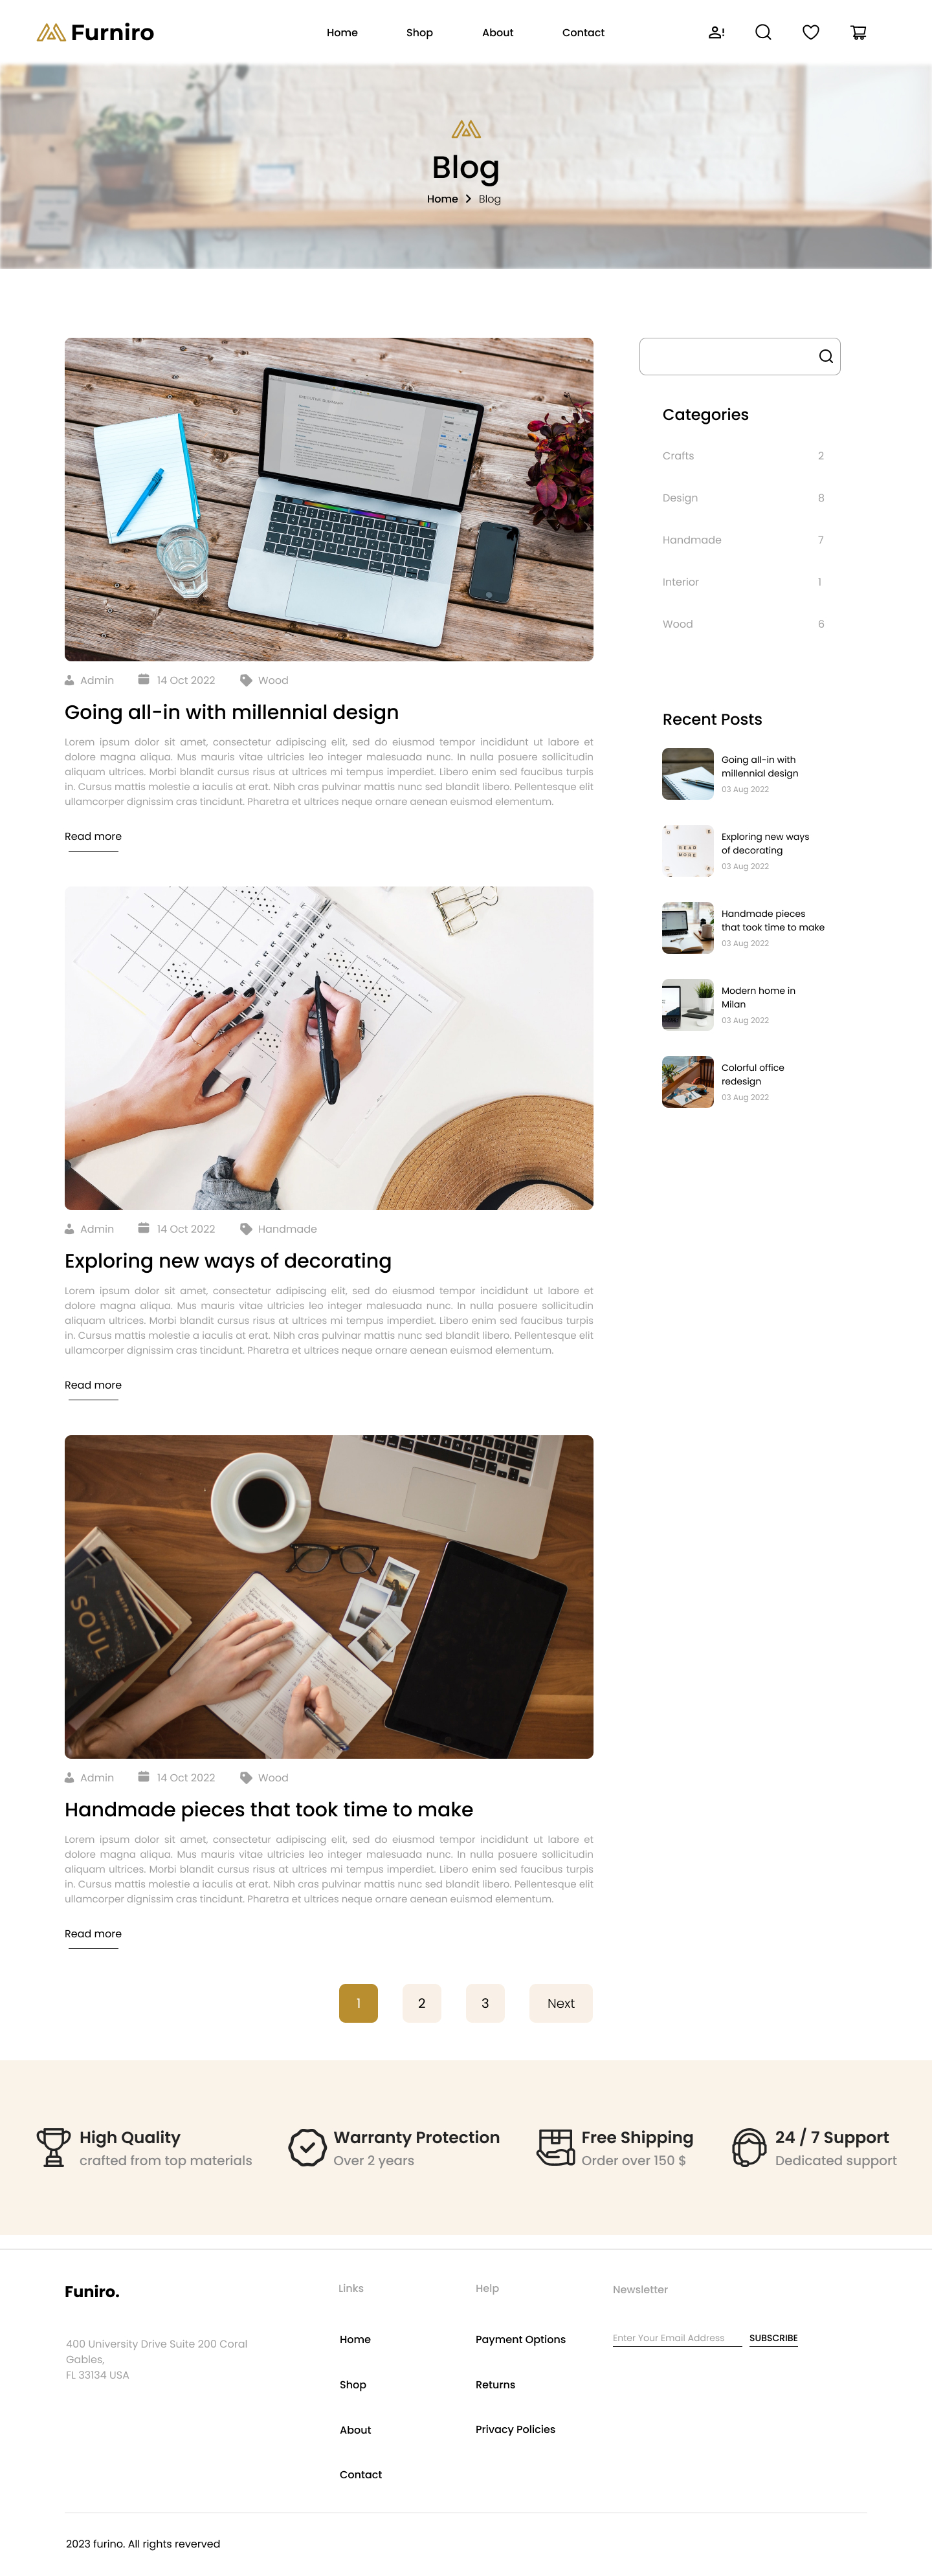 Furniro
Home
Shop
About
Contact
Blog
Home
Blog
EXECUTIVE SUMMARY
Categories
Crafts 2
Design 8
Handmade 7
Interior 1
Wood 6
Admin
14 Oct 2022
Wood
Going all-in with millennial design
Lorem ipsum dolor sit amet, consectetur adipiscing elit, sed do eiusmod tempor incididunt ut labore et
dolore magna aliqua. Mus mauris vitae ultricies leo integer malesuada nunc. In nulla posuere sollicitudin
aliquam ultrices. Morbi blandit cursus risus at ultrices mi tempus imperdiet. Libero enim sed faucibus turpis
in. Cursus mattis molestie a iaculis at erat. Nibh cras pulvinar mattis nunc sed blandit libero. Pellentesque elit
ullamcorper dignissim cras tincidunt. Pharetra et ultrices neque ornare aenean euismod elementum.
Read more
Recent Posts
Going all-in with
millennial design
03 Aug 2022
READ
MORE
Exploring new ways
of decorating
03 Aug 2022
Handmade pieces
that took time to make
03 Aug 2022
Modern home in
Milan
03 Aug 2022
Colorful office
redesign
03 Aug 2022
Admin
14 Oct 2022
Handmade
Exploring new ways of decorating
Lorem ipsum dolor sit amet, consectetur adipiscing elit, sed do eiusmod tempor incididunt ut labore et
dolore magna aliqua. Mus mauris vitae ultricies leo integer malesuada nunc. In nulla posuere sollicitudin
aliquam ultrices. Morbi blandit cursus risus at ultrices mi tempus imperdiet. Libero enim sed faucibus turpis
in. Cursus mattis molestie a iaculis at erat. Nibh cras pulvinar mattis nunc sed blandit libero. Pellentesque elit
ullamcorper dignissim cras tincidunt. Pharetra et ultrices neque ornare aenean euismod elementum.
Read more
WRITE BILL
YOUR
SOUL
Admin
14 Oct 2022
Wood
Handmade pieces that took time to make
Lorem ipsum dolor sit amet, consectetur adipiscing elit, sed do eiusmod tempor incididunt ut labore et
dolore magna aliqua. Mus mauris vitae ultricies leo integer malesuada nunc. In nulla posuere sollicitudin
aliquam ultrices. Morbi blandit cursus risus at ultrices mi tempus imperdiet. Libero enim sed faucibus turpis
in. Cursus mattis molestie a iaculis at erat. Nibh cras pulvinar mattis nunc sed blandit libero. Pellentesque elit
ullamcorper dignissim cras tincidunt. Pharetra et ultrices neque ornare aenean euismod elementum.
Read more
1
2
3
Next
High Quality
crafted from top materials
Warranty Protection
Over 2 years
Free Shipping
Order over 150 $
24 / 7 Support
Dedicated support
Funiro.
400 University Drive Suite 200 Coral
Gables,
FL 33134 USA
Links
Home
Shop
About
Contact
Help
Payment Options
Returns
Privacy Policies
Newsletter
Enter Your Email Address
SUBSCRIBE
2023 furino. All rights reverved